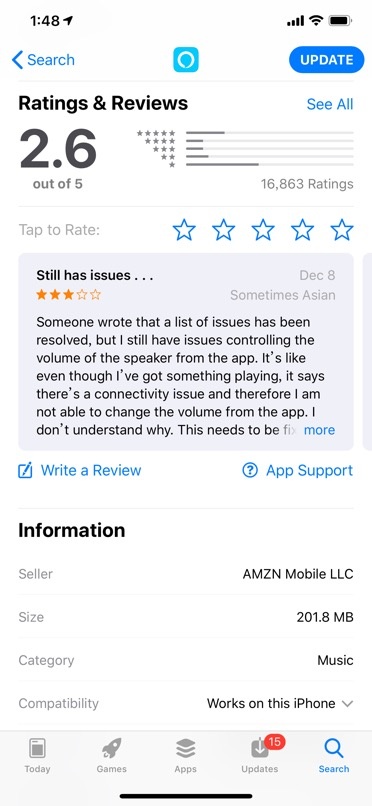 1:48
Search
UPDATE
Ratings & Reviews
See All
2.6
out of 5
16,863 Ratings
Tap to Rate:
Still has issues . . .
Dec 8
Sometimes Asian
Someone wrote that a list of issues has been
resolved, but I still have issues controlling the
volume of the speaker from the app. It’s like
even though I’ve got something playing, it says
there’s a connectivity issue and therefore I am
not able to change the volume from the app. I
don’t understand why. This needs to be fix more
Write a Review
App Support
Information
Seller
AMZN Mobile LLC
Size
201.8 MB
Category
Music
Compatibility
Works on this iPhone
15
Today
Games
Apps
Updates
Search